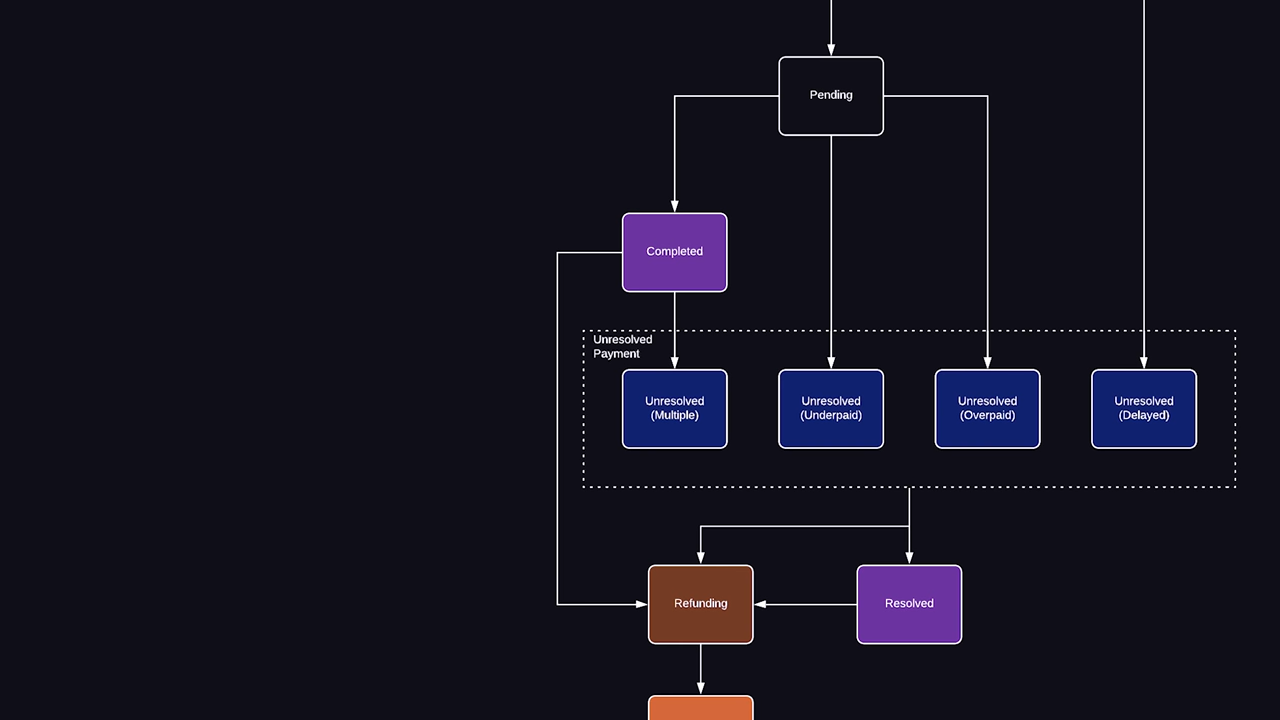 Pending
Completed
Unresolved
Payment
Unresolved
(Multiple)
Unresolved
(Underpaid)
Unresolved
(Overpaid)
Unresolved
(Delayed)
Refunding
Resolved